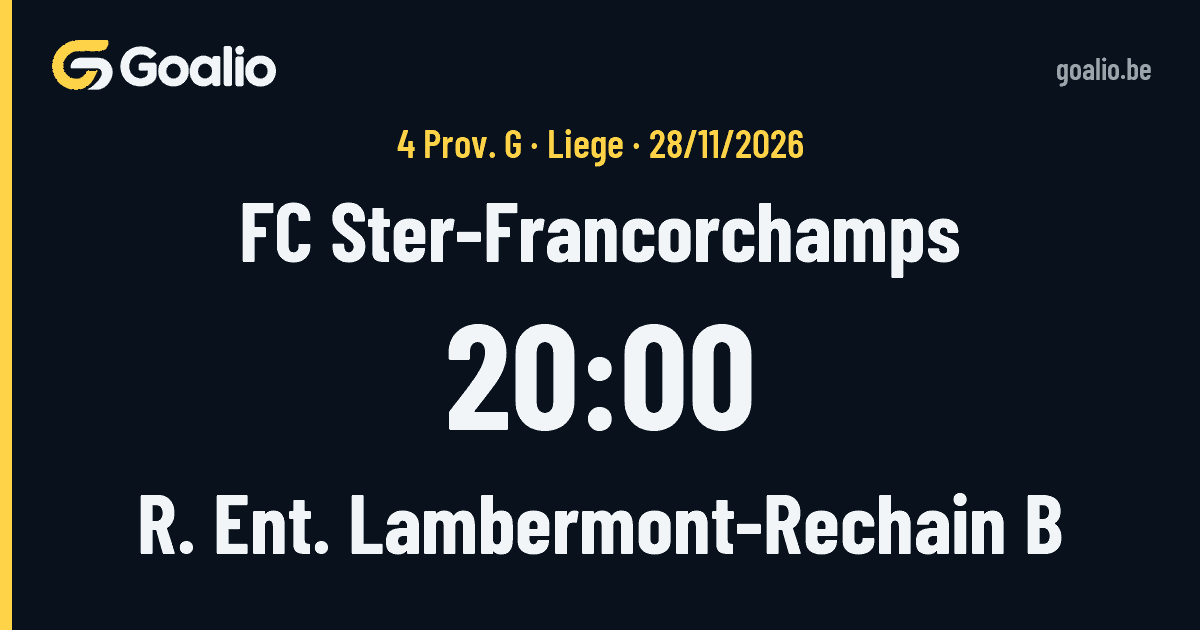 Goalio
goalio.be
4 Prov. G · Liege · 28/11/2026
FC Ster-Francorchamps
20:00
R. Ent. Lambermont-Rechain B